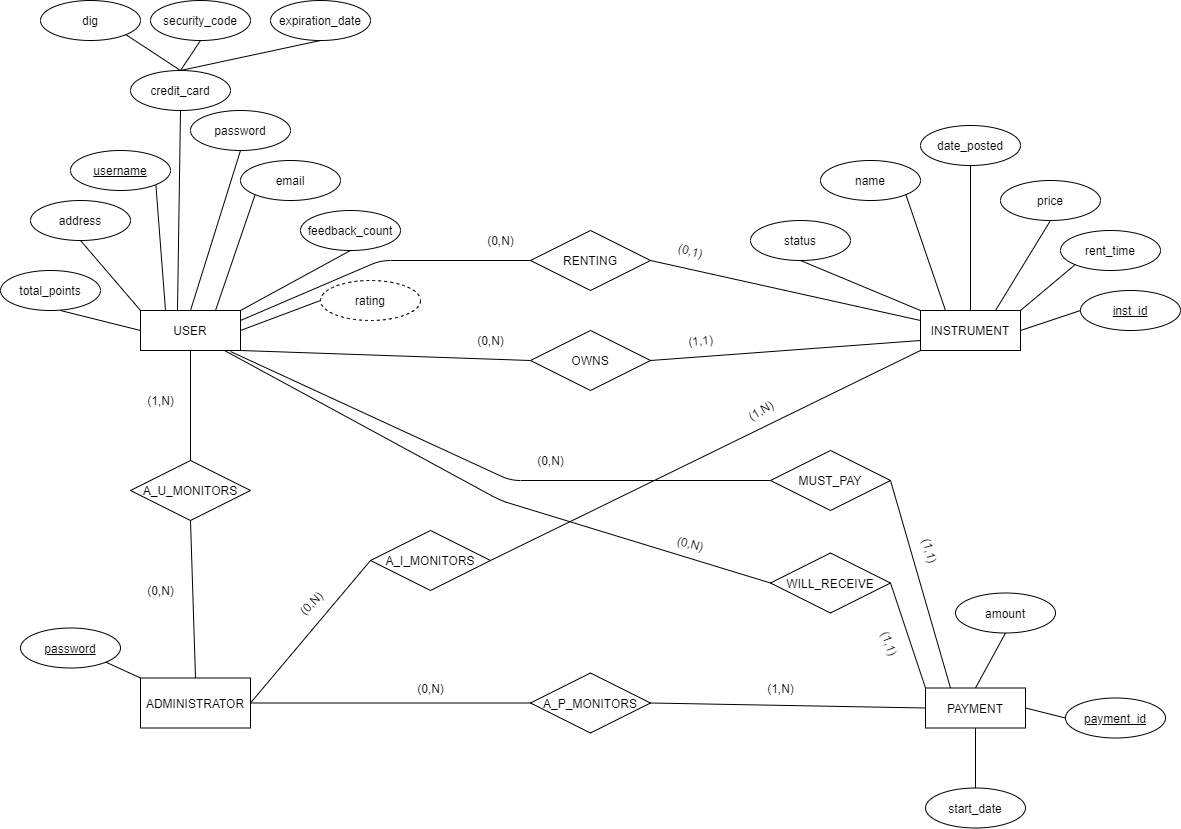 dig
security_code
expiration_date
credit_card
password
username
email
address
feedback_count
total_points
rating
USER
(0,N)
RENTING
(0,1)
date_posted
name
price
status
rent_time
inst_id
INSTRUMENT
(0,N)
OWNS
(1,1)
(1,N)
(1,N)
(0,N)
MUST_PAY
A_U_MONITORS
(0,N)
(1,1)
A_I_MONITORS
WILL_RECEIVE
(0,N)
(0,N)
(1,1)
amount
password
ADMINISTRATOR
(0,N)
A_P_MONITORS
(1,N)
PAYMENT
payment_id
start_date